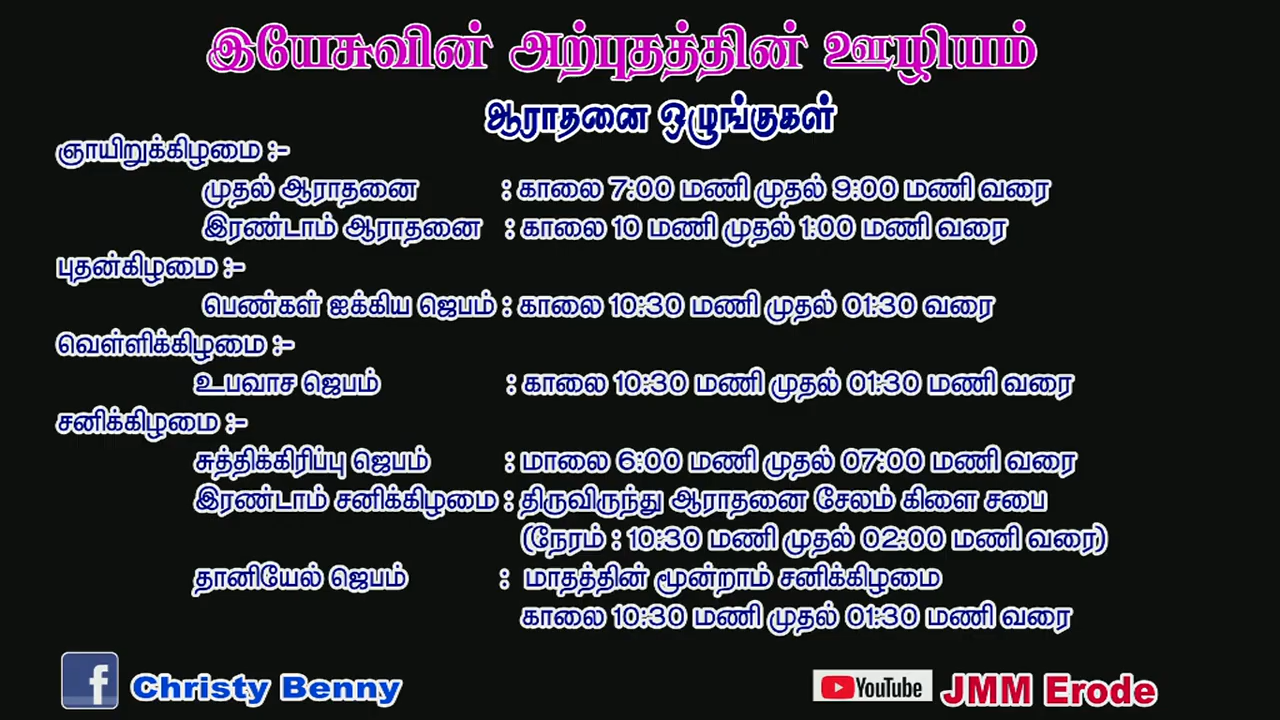 இயேசுவின் அற்புதத்தின் ஊழியம்
ஆராதனை ஒழுங்குகள்
ஞாயிறுக்கிழமை :-
முதல் ஆராதனை : காலை 7:00 மணி முதல் 9:00 மணி வரை
இரண்டாம் ஆராதனை : காலை 10 மணி முதல் 1:00 மணி வரை
புதன்கிழமை :-
பெண்கள் ஐக்கிய ஜெபம் : காலை 10:30 மணி முதல் 01:30 வரை
வெள்ளிக்கிழமை :-
உபவாச ஜெபம் : காலை 10:30 மணி முதல் 01:30 மணி வரை
சனிக்கிழமை :-
சுத்திக்கிரிப்பு ஜெபம் : மாலை 6:00 மணி முதல் 07:00 மணி வரை
இரண்டாம் சனிக்கிழமை : திருவிருந்து ஆராதனை சேலம் கிளை சபை
(நேரம் : 10:30 மணி முதல் 02:00 மணி வரை)
தானியேல் ஜெபம் : மாதத்தின் மூன்றாம் சனிக்கிழமை
காலை 10:30 மணி முதல் 01:30 மணி வரை
f Christy Benny
YouTube JMM Erode